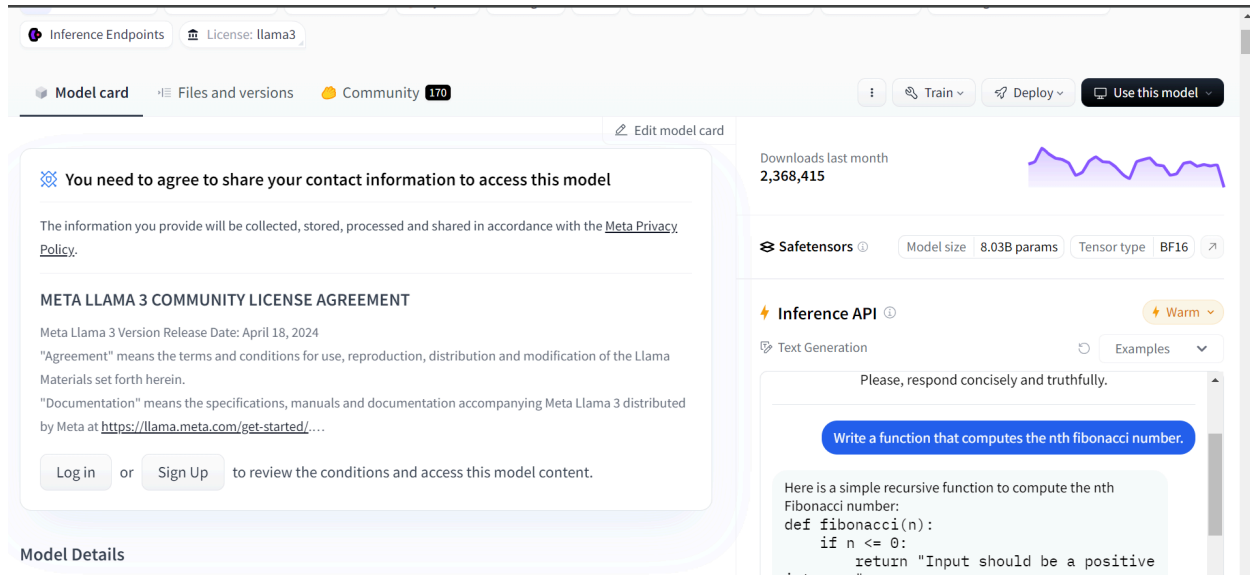 Inference Endpoints
License: llama3
Model card
Files and versions
Community 170
Train
Deploy
Use this model
Edit model card
You need to agree to share your contact information to access this model
The information you provide will be collected, stored, processed and shared in accordance with the Meta Privacy
Policy.
META LLAMA 3 COMMUNITY LICENSE AGREEMENT
Meta Llama 3 Version Release Date: April 18, 2024
"Agreement" means the terms and conditions for use, reproduction, distribution and modification of the Llama
Materials set forth herein.
"Documentation" means the specifications, manuals and documentation accompanying Meta Llama 3 distributed
by Meta at https://llama.meta.com/get-started/.…
Log in or Sign Up to review the conditions and access this model content.
Model Details
Downloads last month
2,368,415
Safetensors
Model size 8.03B params
Tensor type BF16
Inference API
Warm
Text Generation
Examples
Please, respond concisely and truthfully.
Write a function that computes the nth fibonacci number.
Here is a simple recursive function to compute the nth
Fibonacci number:
def fibonacci(n):
    if n <= 0:
        return "Input should be a positive